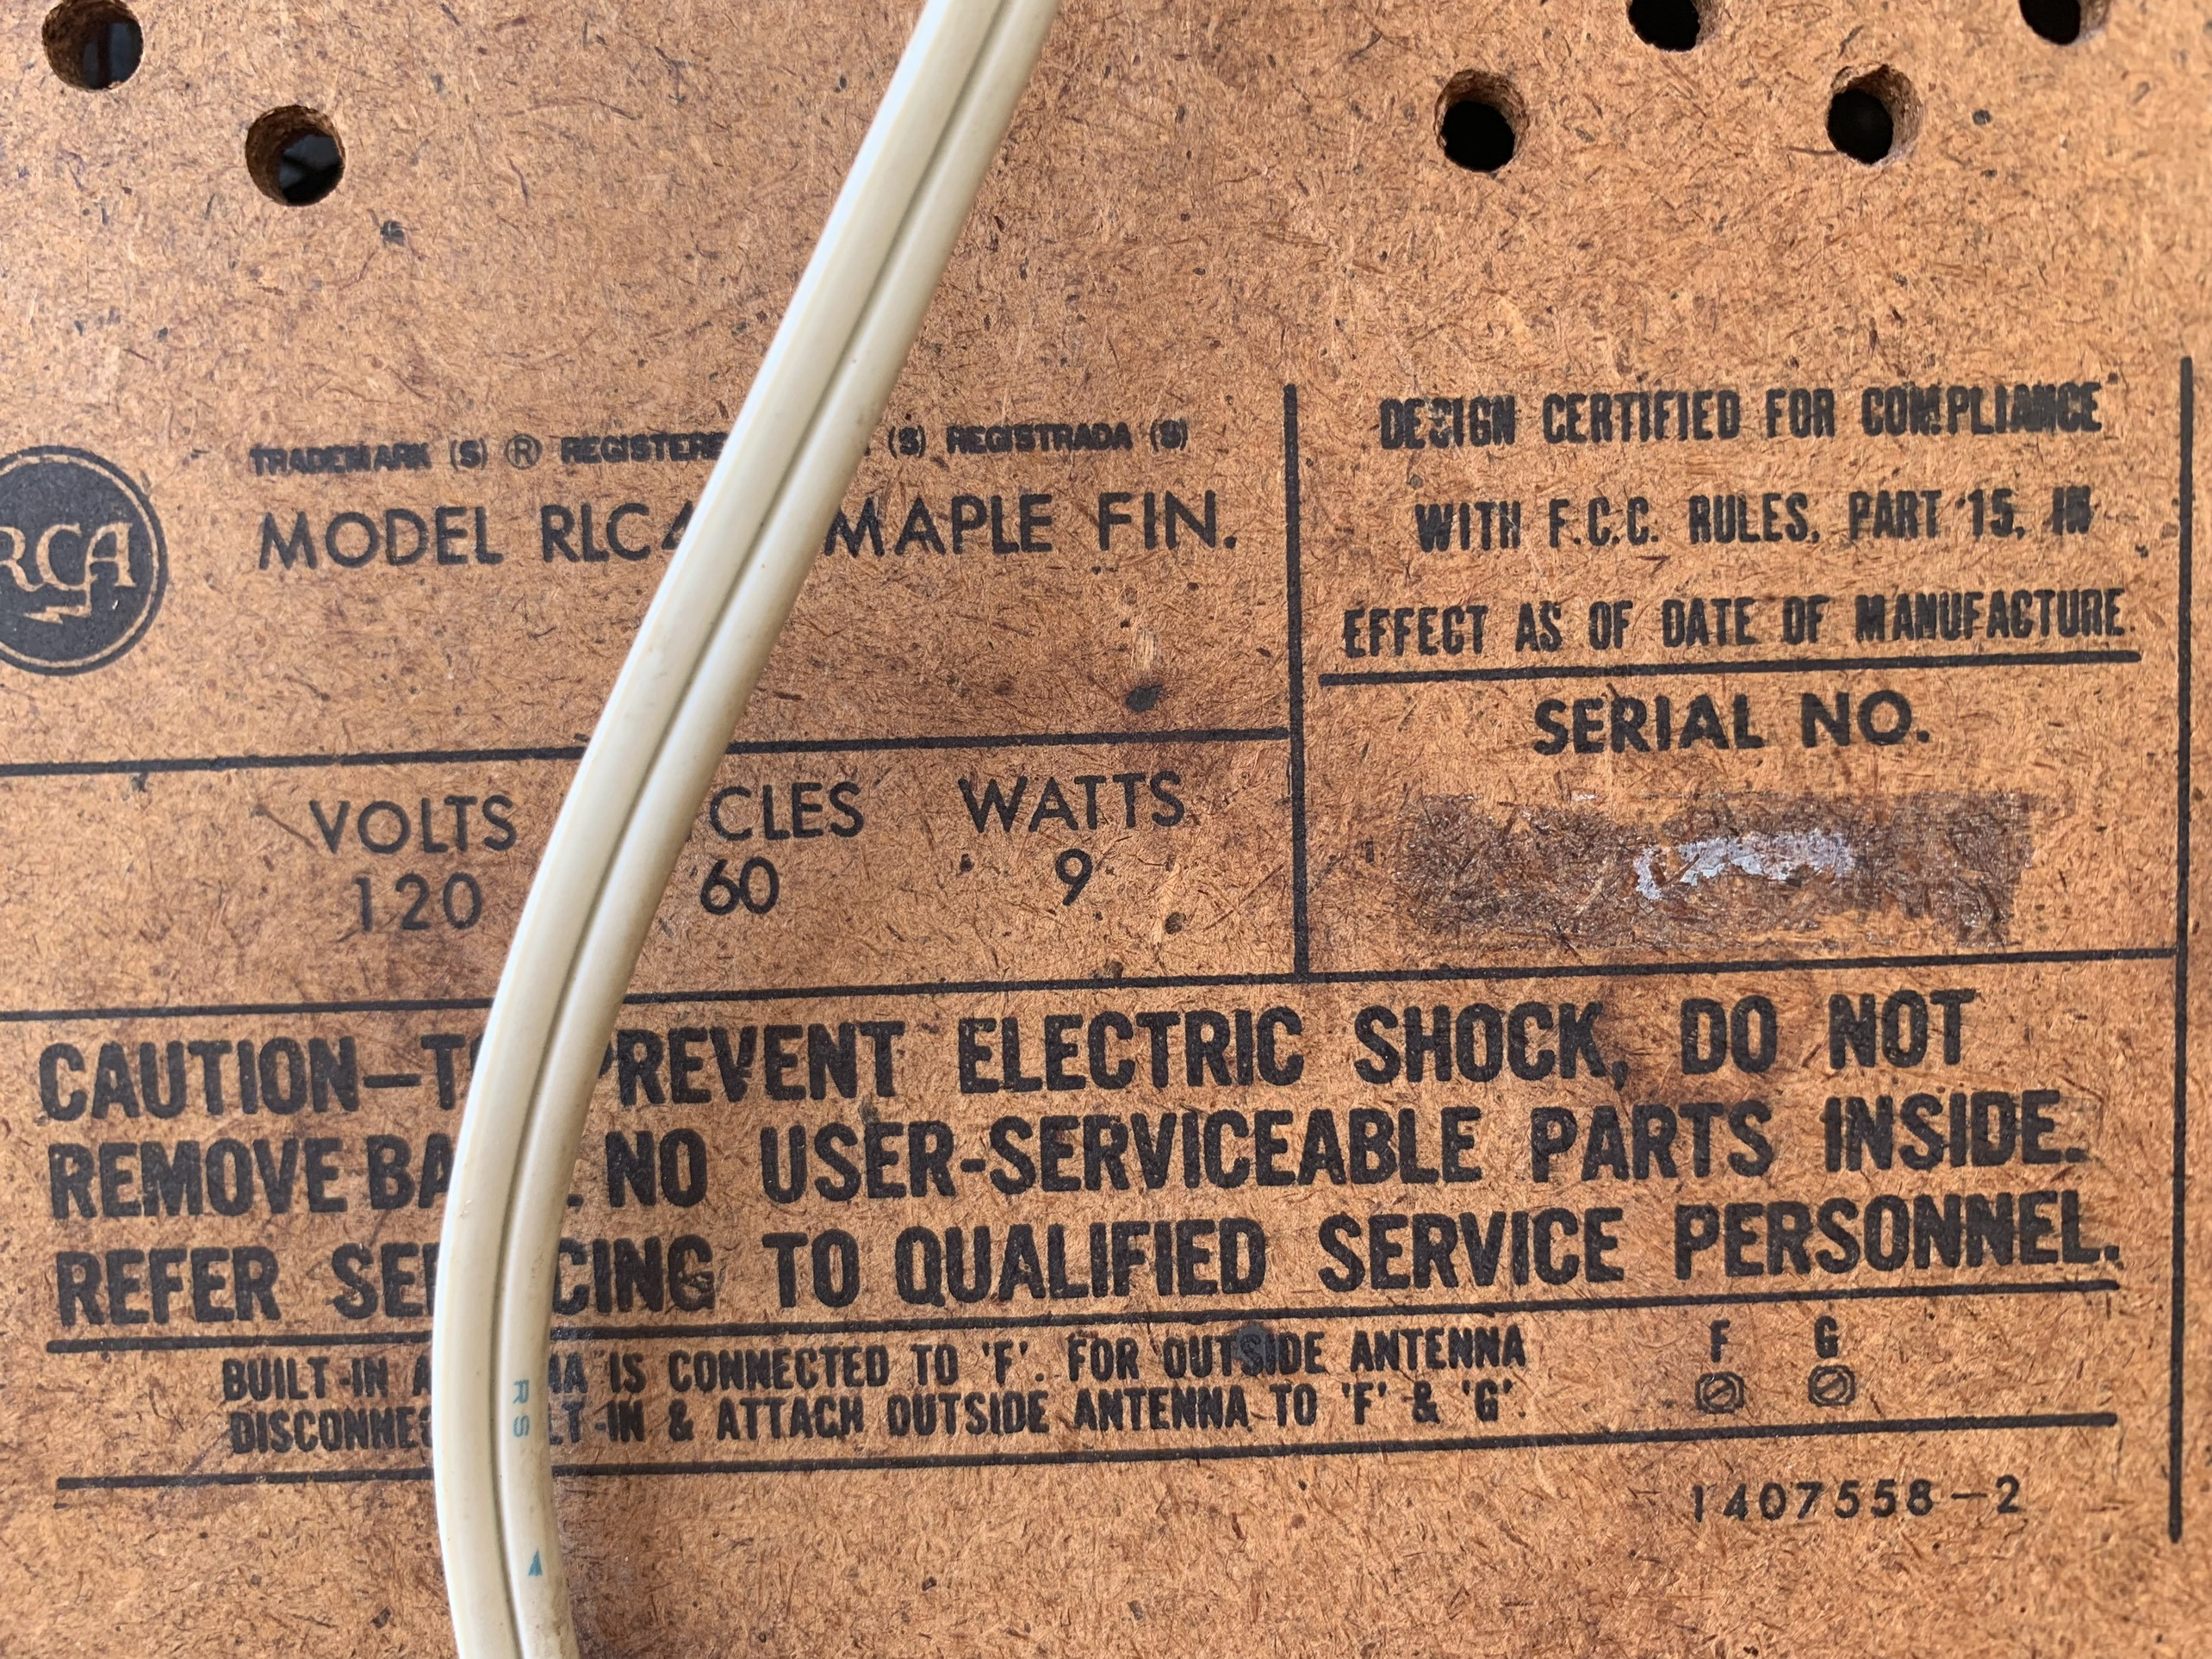 TRADEMARK (S) ® REGISTERE (S) REGISTRADA (S)
RCA
MODEL RLC4 MAPLE FIN.
DESIGN CERTIFIED FOR COMPLIANCE
WITH F.C.C. RULES, PART 15, IN
EFFECT AS OF DATE OF MANUFACTURE.
SERIAL NO.
VOLTS CLES WATTS
120 60 9
CAUTION—TO PREVENT ELECTRIC SHOCK, DO NOT
REMOVE BA NO USER-SERVICEABLE PARTS INSIDE.
REFER SE CING TO QUALIFIED SERVICE PERSONNEL.
BUILT-IN A NA IS CONNECTED TO 'F'. FOR OUTSIDE ANTENNA
DISCONNEC LT-IN & ATTACH OUTSIDE ANTENNA TO 'F' & 'G'.
F G
1407558-2
RS